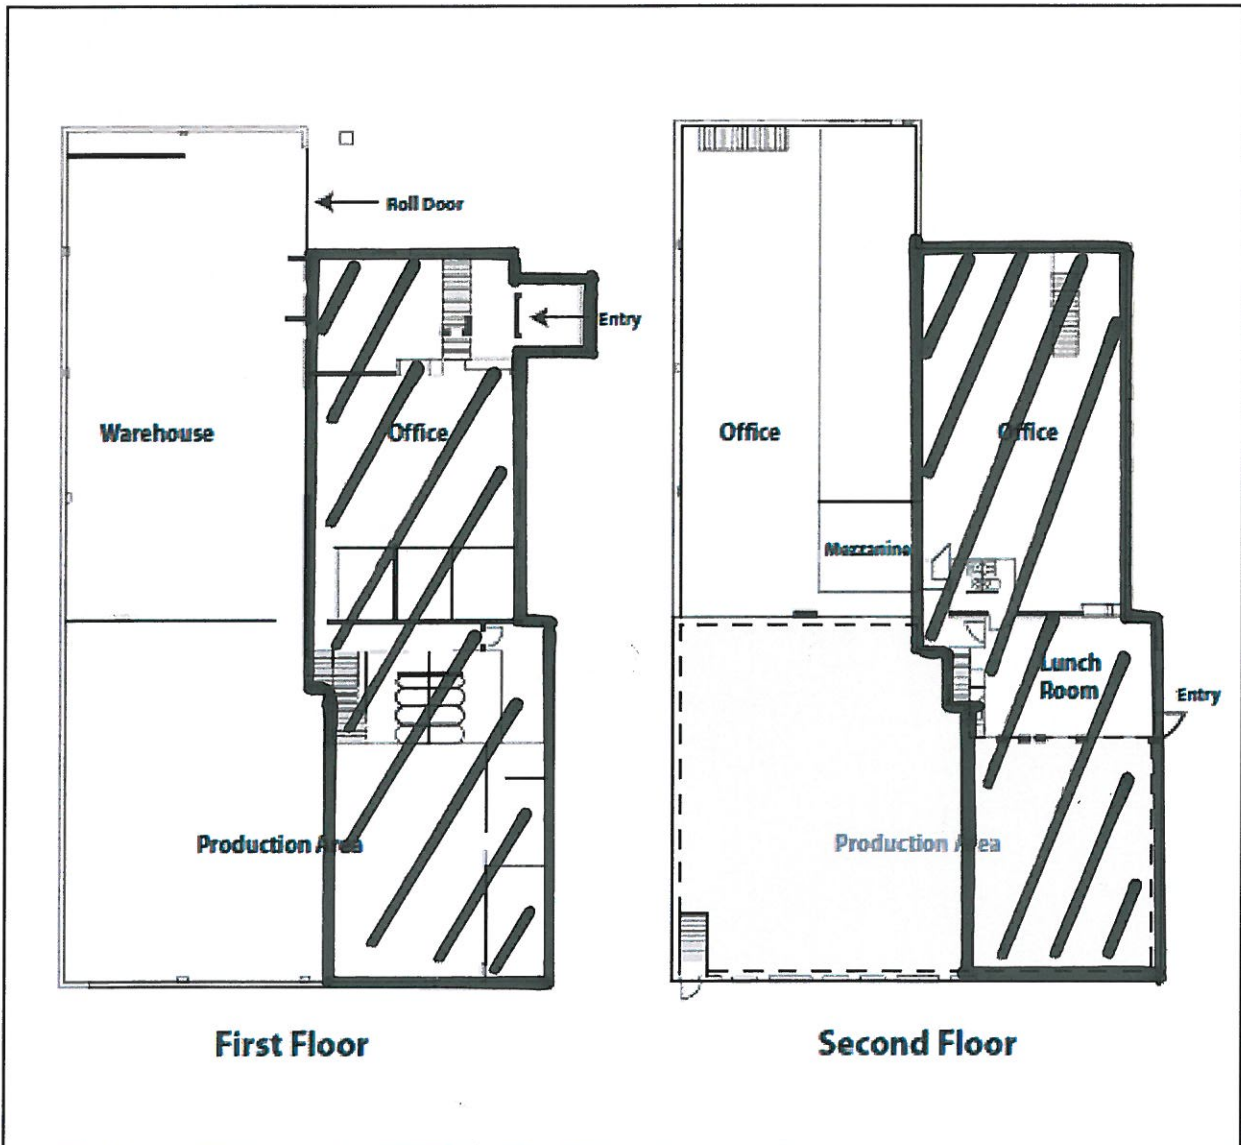 Roll Door
Entry
Warehouse
Office
Production Area
First Floor
Office
Office
Mezzanine
Lunch
Room
Entry
Production Area
Second Floor